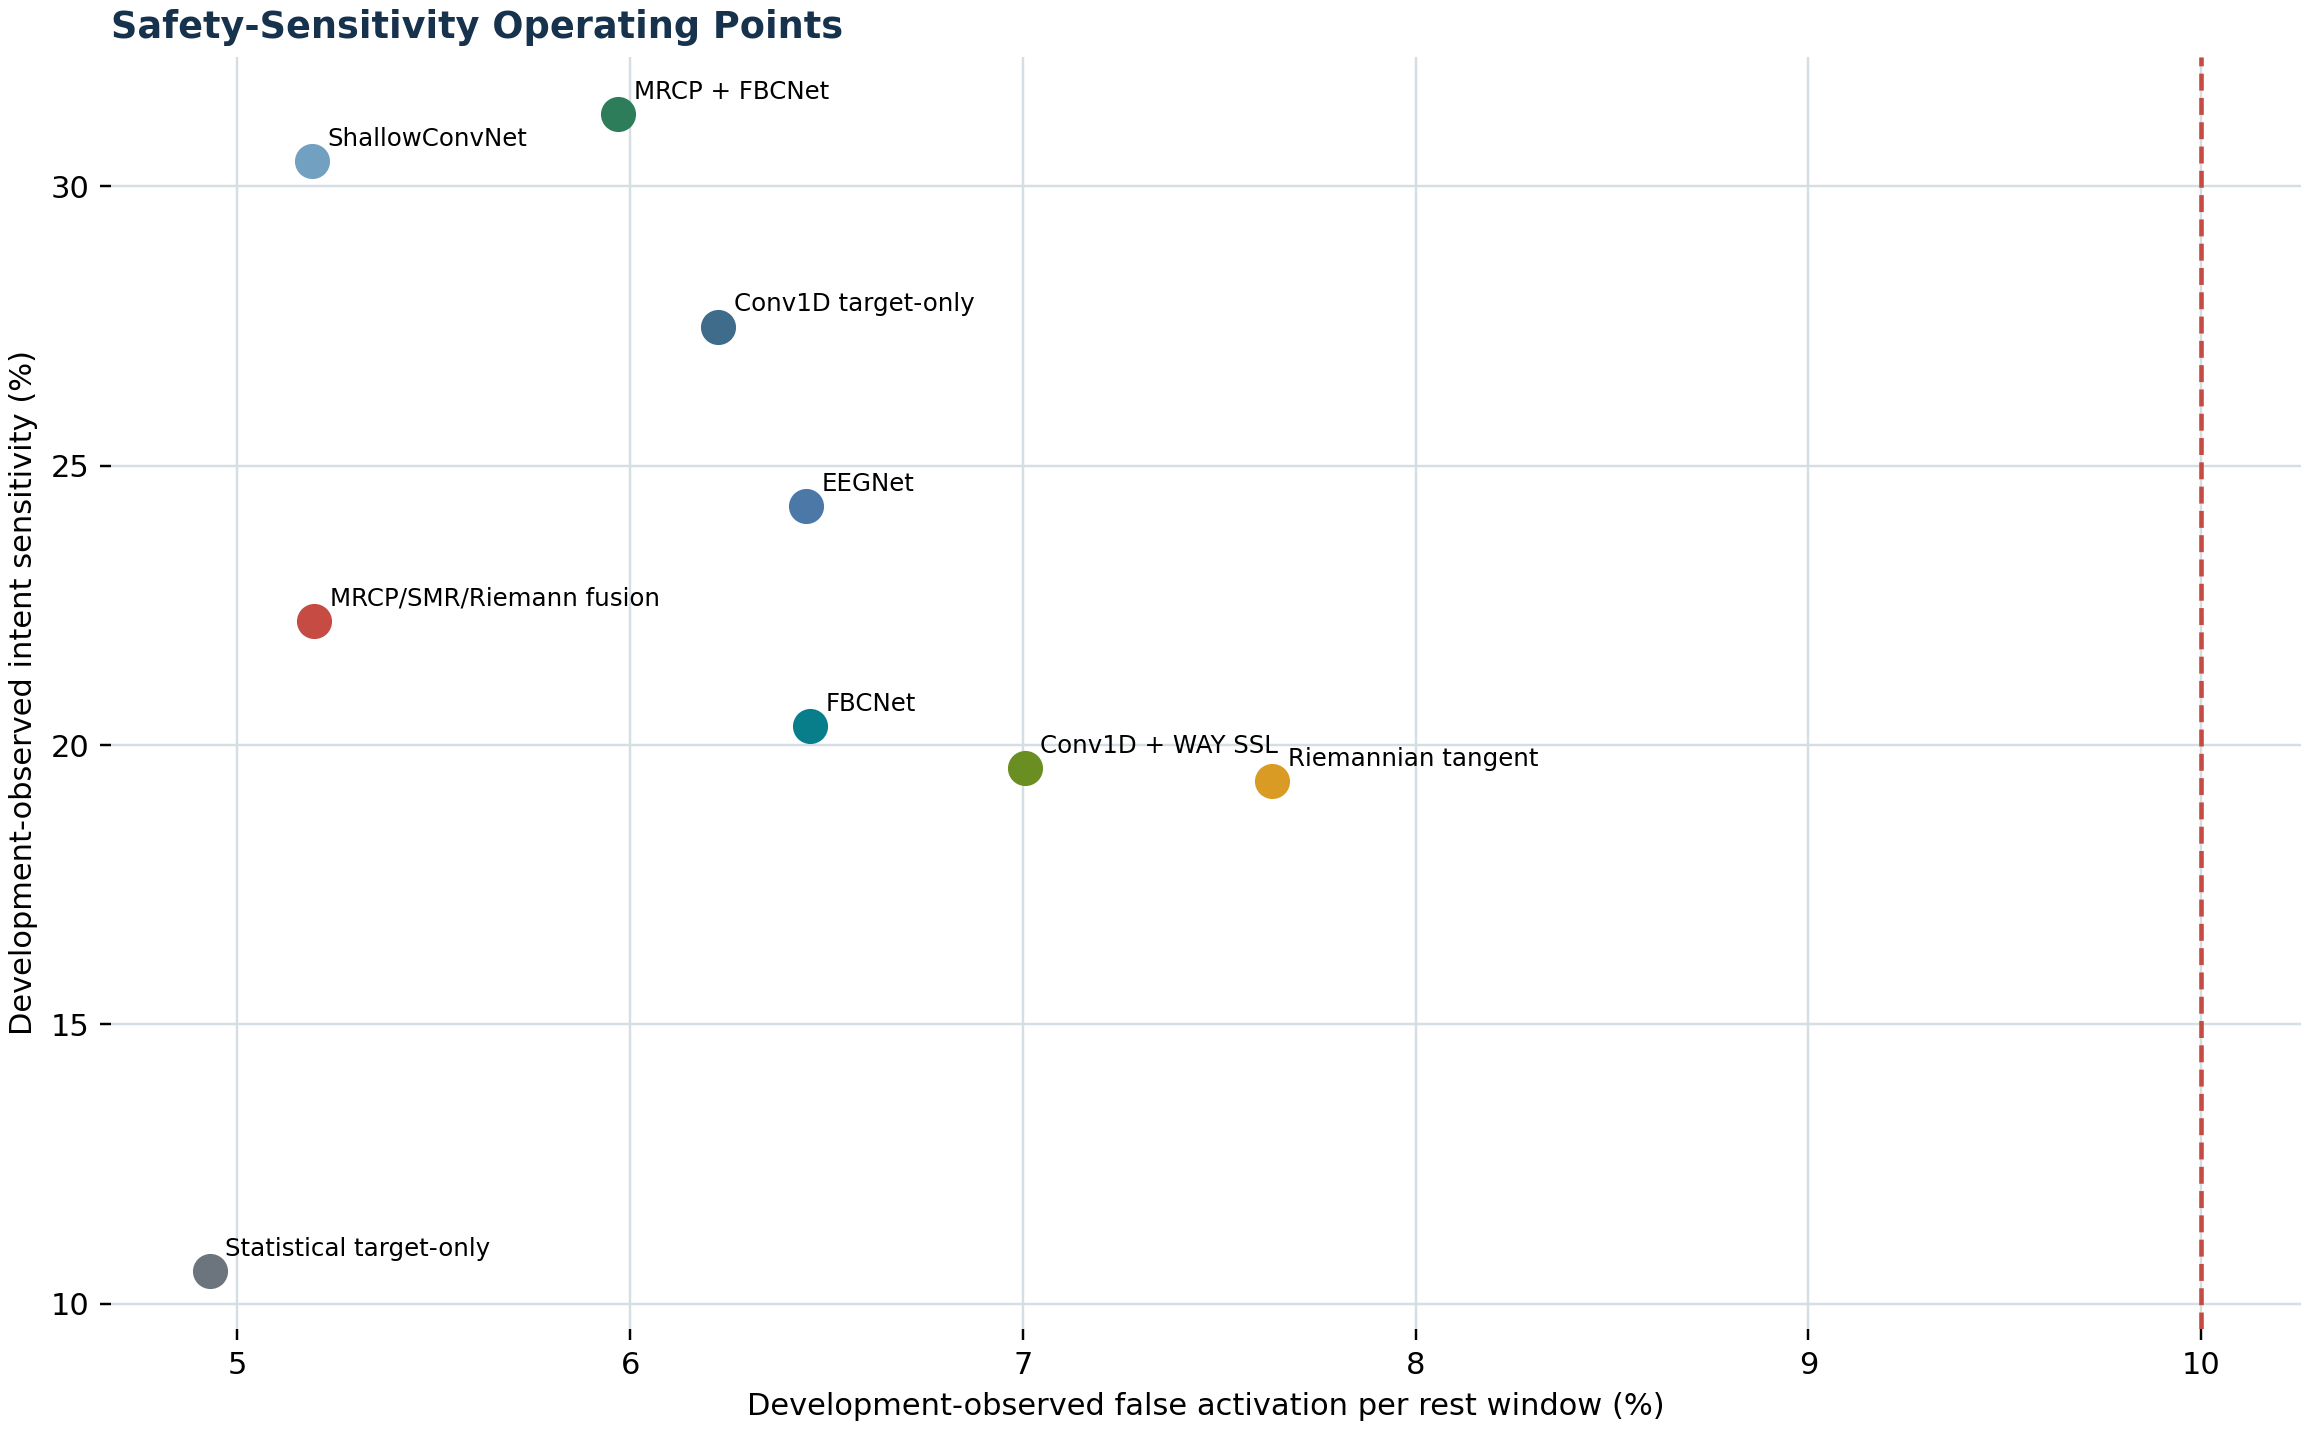 Safety-Sensitivity Operating Points
MRCP + FBCNet
ShallowConvNet
30
Conv1D target-only
EEGNet
25
MRCP/SMR/Riemann fusion
FBCNet
Conv1D + WAY SSL
Riemannian tangent
20
15
Statistical target-only
10
Development-observed intent sensitivity (%)
5 6 7 8 9 10
Development-observed false activation per rest window (%)